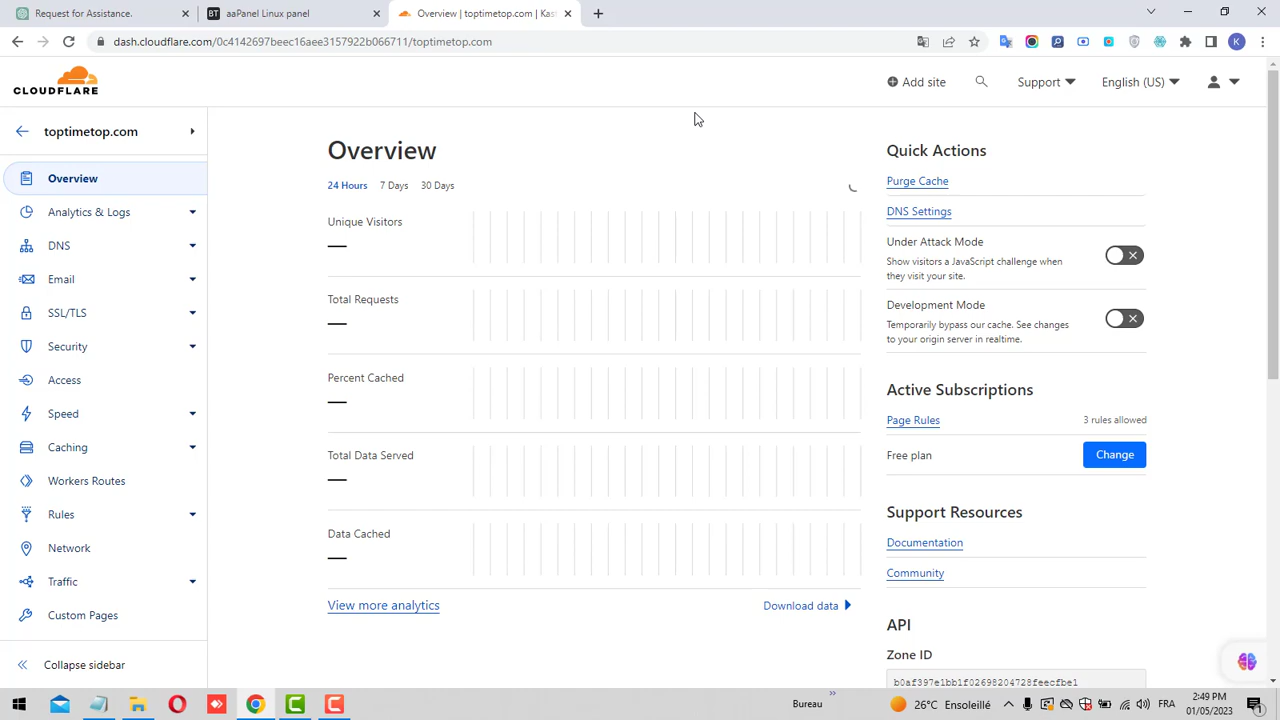 Request for Assistance.
aaPanel Linux panel
Overview | toptimetop.com | Kas
dash.cloudflare.com/0c4142697beec16aee3157922b066711/toptimetop.com
K
CLOUDFLARE
Add site
Support
English (US)
toptimetop.com
Overview
Analytics & Logs
DNS
Email
SSL/TLS
Security
Access
Speed
Caching
Workers Routes
Rules
Network
Traffic
Custom Pages
Collapse sidebar
Overview
24 Hours 7 Days 30 Days
Unique Visitors
—
Total Requests
—
Percent Cached
—
Total Data Served
—
Data Cached
—
View more analytics
Download data
Quick Actions
Purge Cache
DNS Settings
Under Attack Mode
Show visitors a JavaScript challenge when
they visit your site.
Development Mode
Temporarily bypass our cache. See changes
to your origin server in realtime.
Active Subscriptions
Page Rules 3 rules allowed
Free plan Change
Support Resources
Documentation
Community
API
Zone ID
b0af397e1bb1f02698204728feecfbe1
Bureau
26°C Ensoleillé
FRA
2:49 PM
01/05/2023
1